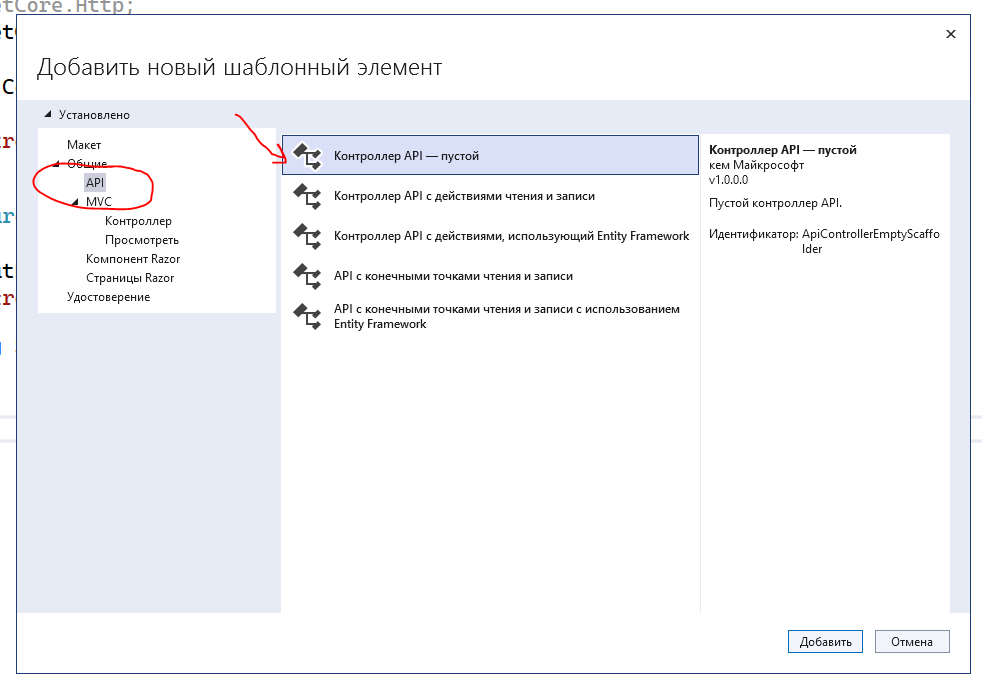 etCore.Http;
Добавить новый шаблонный элемент
Установлено
Макет
Общие
API
MVC
Контроллер
Просмотреть
Компонент Razor
Страницы Razor
Удостоверение
Контроллер API — пустой
Контроллер API с действиями чтения и записи
Контроллер API с действиями, использующий Entity Framework
API с конечными точками чтения и записи
API с конечными точками чтения и записи с использованием
Entity Framework
Контроллер API — пустой
кем Майкрософт
v1.0.0.0
Пустой контроллер API.
Идентификатор: ApiControllerEmptyScaffo
lder
Добавить
Отмена